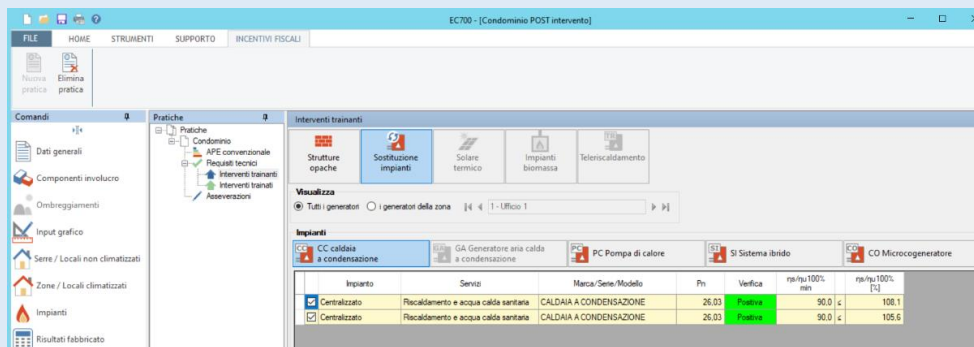 EC700 - [Condominio POST intervento]
FILE HOME STRUMENTI SUPPORTO INCENTIVI FISCALI
Nuova pratica
Elimina pratica
Comandi
Dati generali
Componenti involucro
Ombreggiamenti
Input grafico
Serre / Locali non climatizzati
Zone / Locali climatizzati
Impianti
Risultati fabbricato
Pratiche
Pratiche
Condominio
APE convenzionale
Requisiti tecnici
Interventi trainanti
Interventi trainati
Asseverazioni
Interventi trainanti
Strutture opache
Sostituzione impianti
Solare termico
Impianti biomassa
TR
Teleriscaldamento
Visualizza
Tutti i generatori i generatori della zona 1 - Ufficio 1
Impianti
CC CC caldaia a condensazione
GA GA Generatore aria calda a condensazione
PC PC Pompa di calore
SI SI Sistema ibrido
CO CO Microcogeneratore
Impianto Servizi Marca/Serie/Modello Pn Verifica ηs/ηu100% min ηs/ηu100% [%]
Centralizzato Riscaldamento e acqua calda sanitaria CALDAIA A CONDENSAZIONE 26,03 Positiva 90,0 ≤ 108,1
Centralizzato Riscaldamento e acqua calda sanitaria CALDAIA A CONDENSAZIONE 26,03 Positiva 90,0 ≤ 105,6